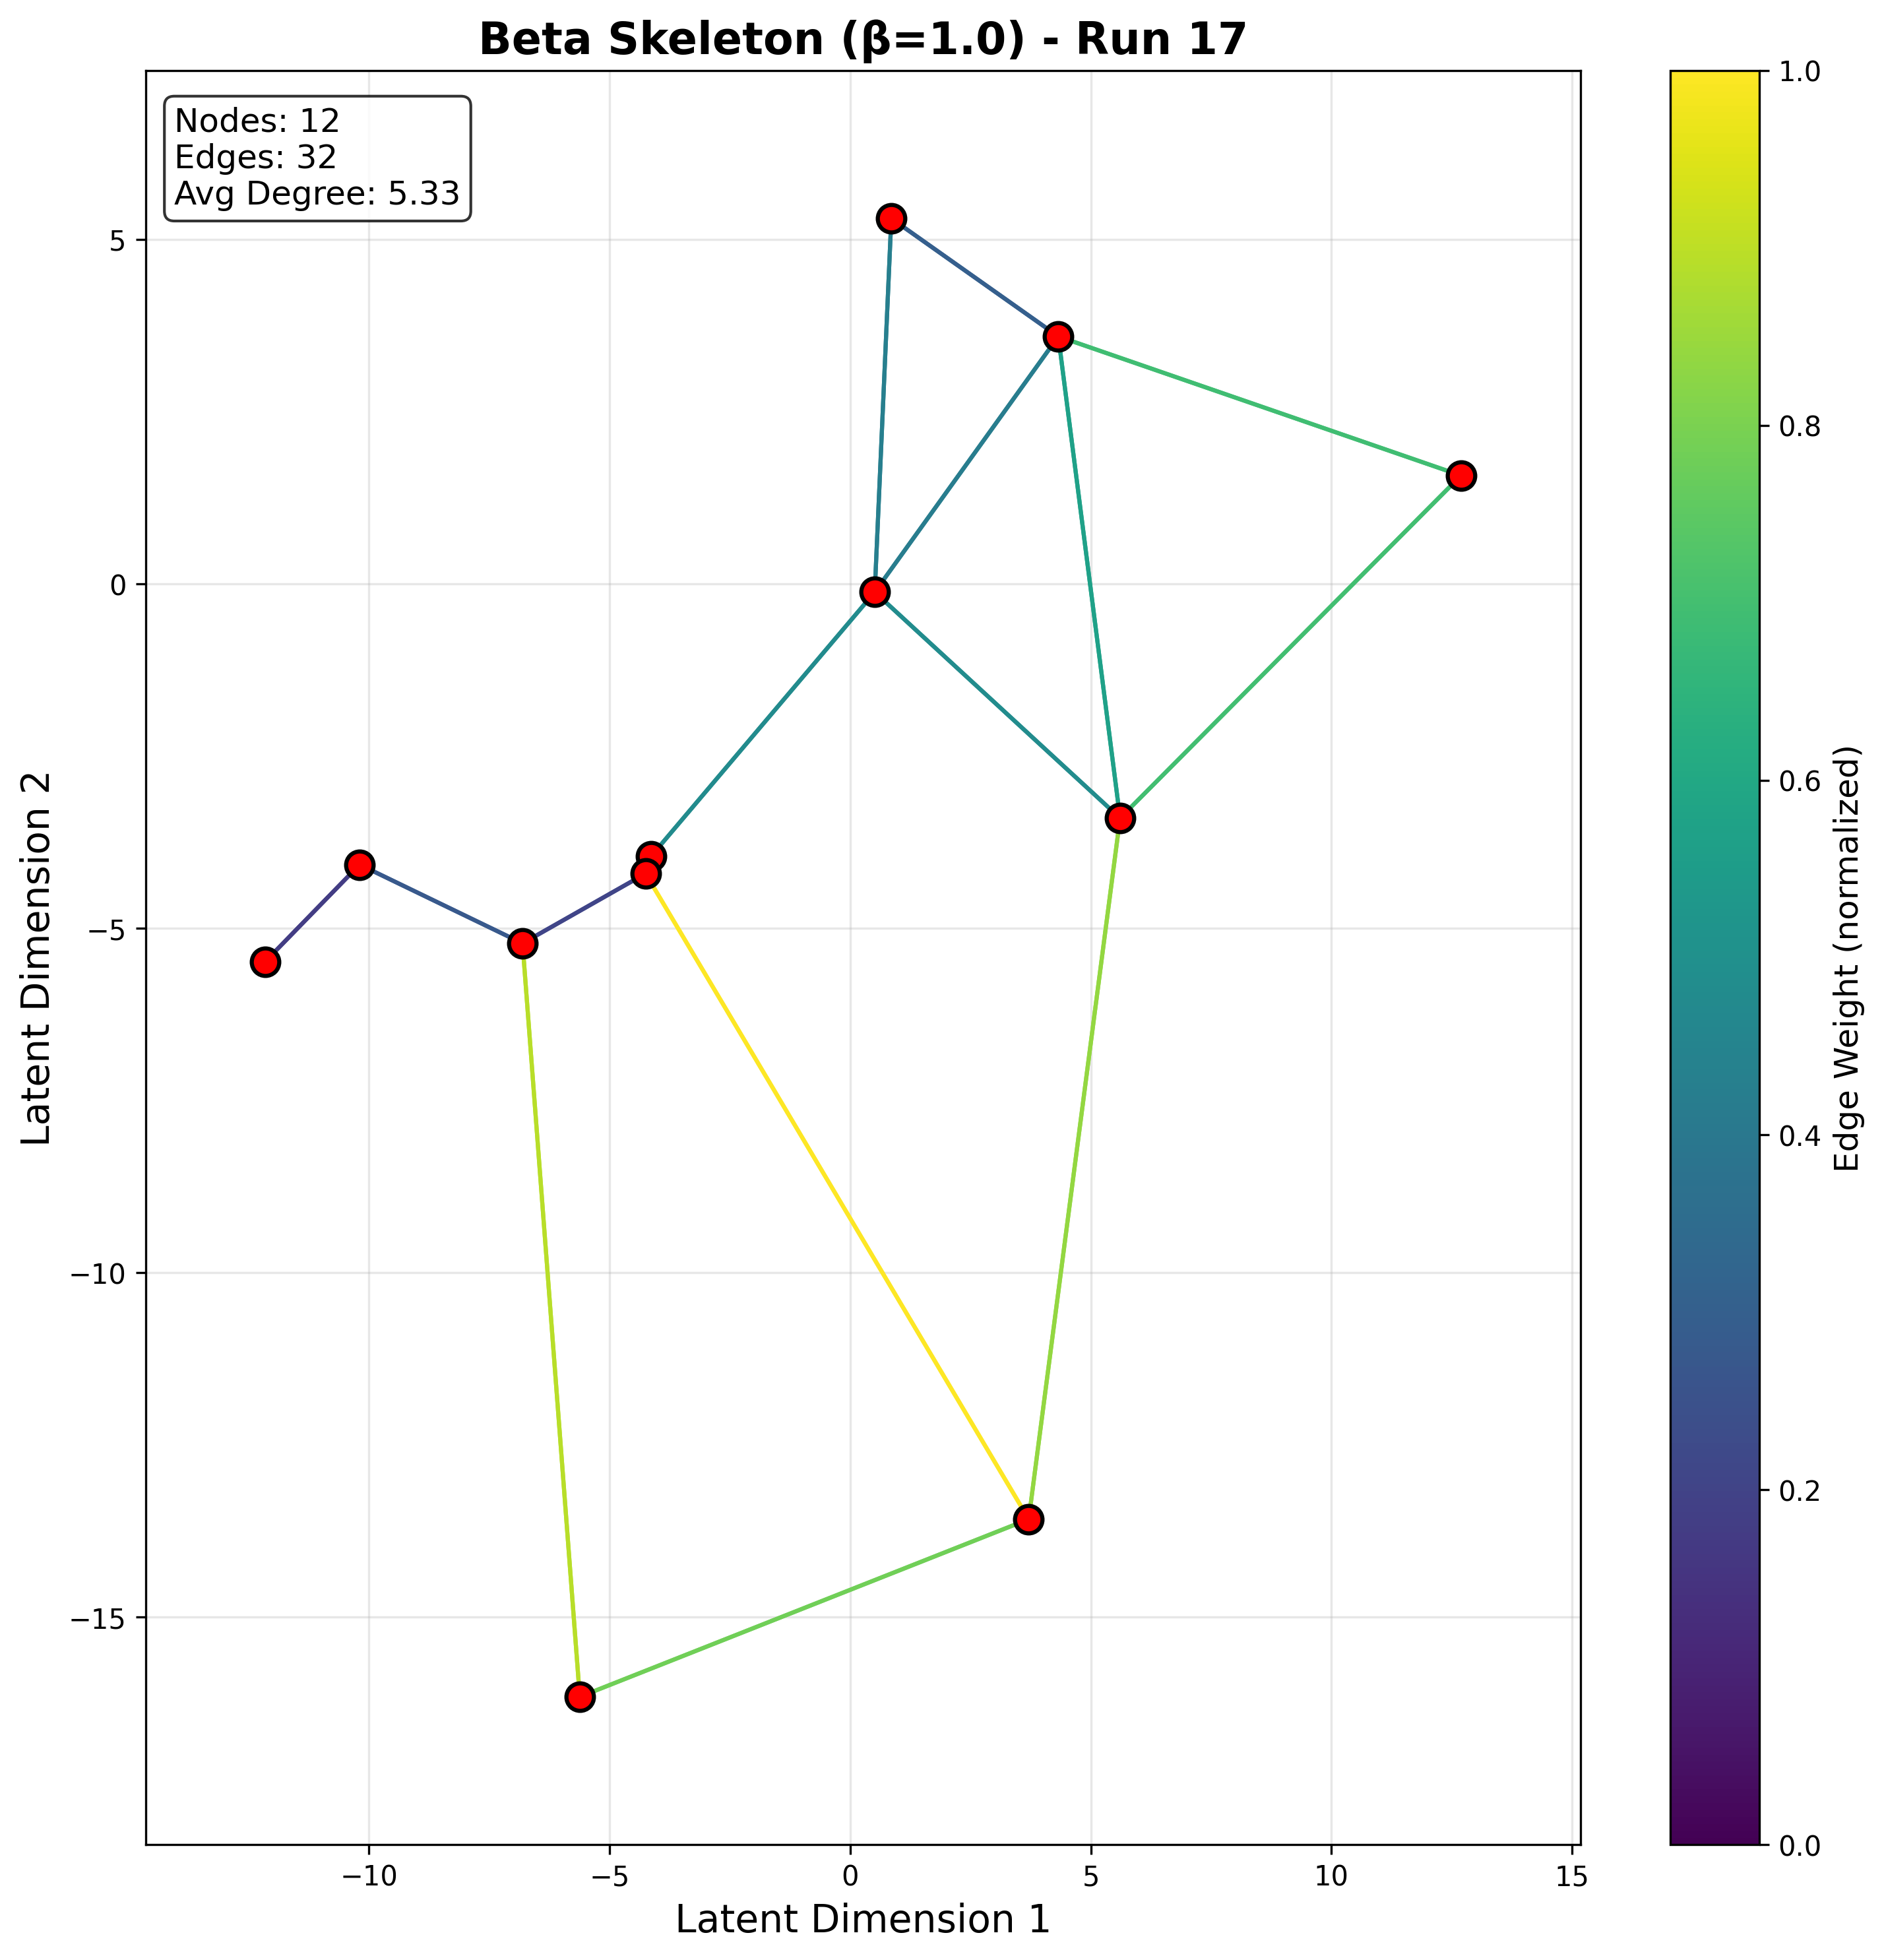 Beta Skeleton (β=1.0) - Run 17
Nodes: 12
Edges: 32
Avg Degree: 5.33
5
0
−5
−10
−15
Latent Dimension 2
−10
−5
0
5
10
15
Latent Dimension 1
1.0
0.8
0.6
0.4
0.2
0.0
Edge Weight (normalized)